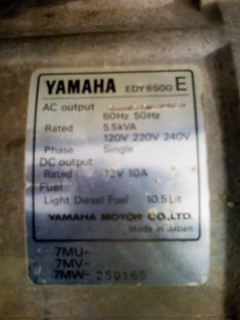 YAMAHA EDY6500 E
AC output
60Hz 50Hz
Rated 5.5kVA
120V 220V 240V
Phase Single
DC output
Rated 12V 10A
Fuel
Light Diesel Fuel 10.5Lit
YAMAHA MOTOR CO.,LTD.
Made in Japan
7MU-
7MV-
7MW-250165